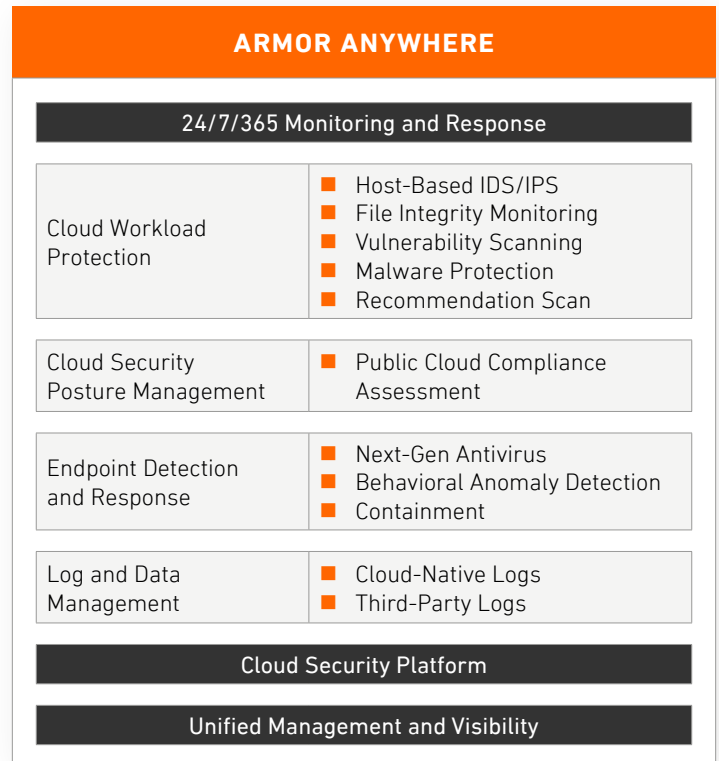 ARMOR ANYWHERE
24/7/365 Monitoring and Response
Cloud Workload
Protection
Host-Based IDS/IPS
File Integrity Monitoring
Vulnerability Scanning
Malware Protection
Recommendation Scan
Cloud Security
Posture Management
Public Cloud Compliance
Assessment
Endpoint Detection
and Response
Next-Gen Antivirus
Behavioral Anomaly Detection
Containment
Log and Data
Management
Cloud-Native Logs
Third-Party Logs
Cloud Security Platform
Unified Management and Visibility